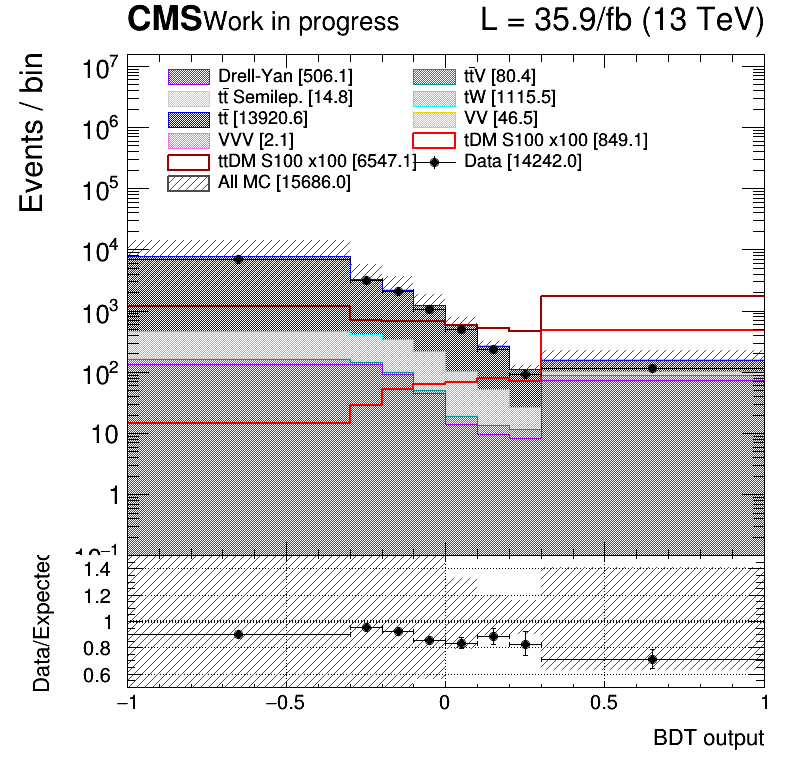 CMS Work in progress L = 35.9/fb (13 TeV)
Events / bin
10⁷
10⁶
10⁵
10⁴
10³
10²
10
1
10⁻¹
Drell-Yan [506.1]
tt̄ Semilep. [14.8]
tt̄ [13920.6]
VVV [2.1]
ttDM S100 x100 [6547.1]
All MC [15686.0]
tt̄V [80.4]
tW [1115.5]
VV [46.5]
tDM S100 x100 [849.1]
Data [14242.0]
Data/Expected
1.4
1.2
1
0.8
0.6
−1 −0.5 0 0.5 1
BDT output